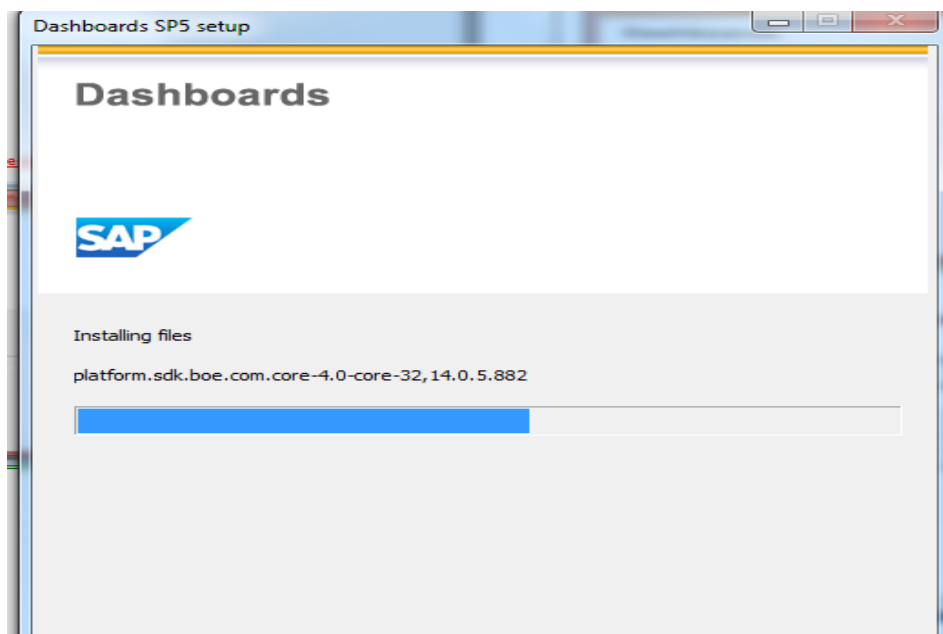 Dashboards SP5 setup
Dashboards
SAP
Installing files
platform.sdk.boe.com.core-4.0-core-32,14.0.5.882